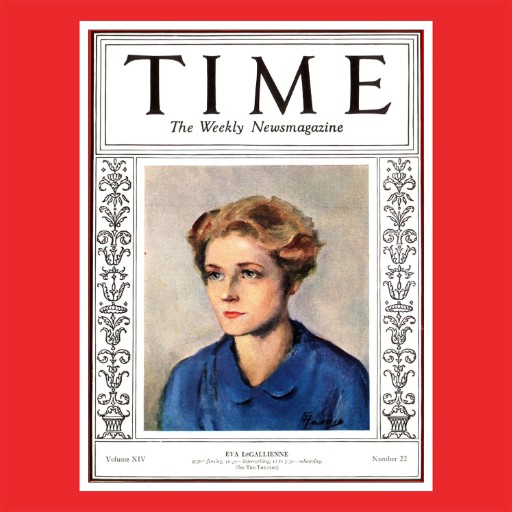 TIME
The Weekly Newsmagazine
EVA LeGALLIENNE
Volume XIV
Number 22
(See The Theatre)